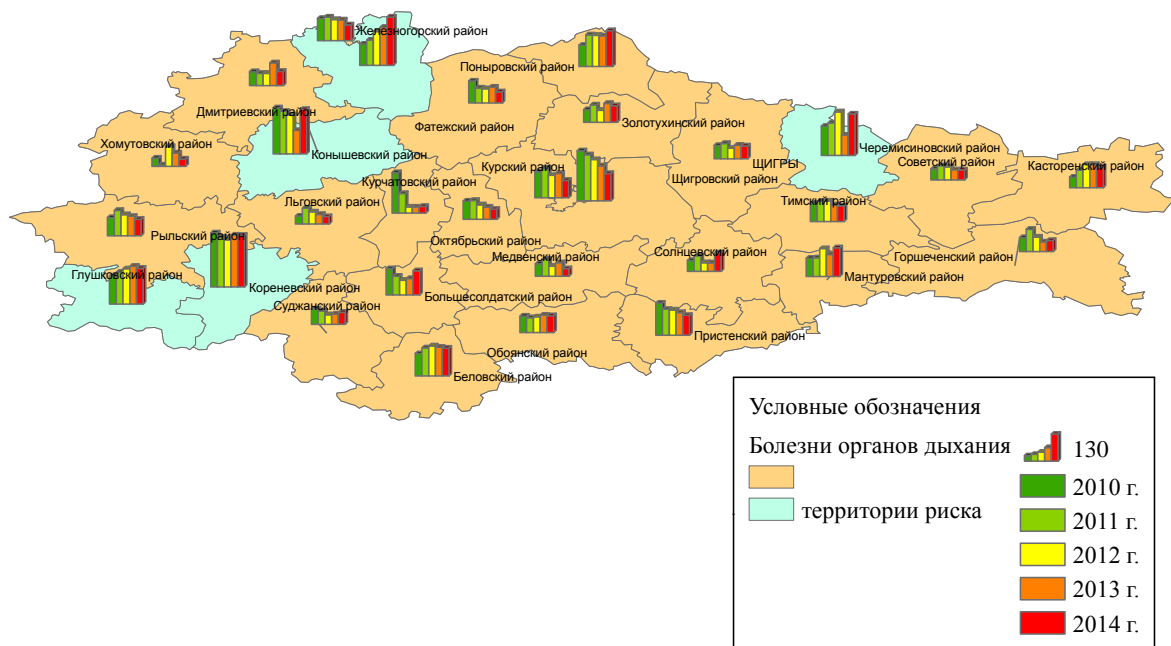 Железногорский район
Поныровский район
Дмитриевский район
Фатежский район
Золотухинский район
Хомутовский район
Конышевский район
Черемисиновский район
ЩИГРЫ
Советский район
Касторенский район
Курский район
Щигровский район
Курчатовский район
Льговский район
Тимский район
Рыльский район
Октябрьский район
Медвенский район
Солнцевский район
Горшеченский район
Глушковский район
Кореневский район
Мантуровский район
Большесолдатский район
Суджанский район
Пристенский район
Обоянский район
Беловский район
Условные обозначения
Болезни органов дыхания
территории риска
130
2010 г.
2011 г.
2012 г.
2013 г.
2014 г.